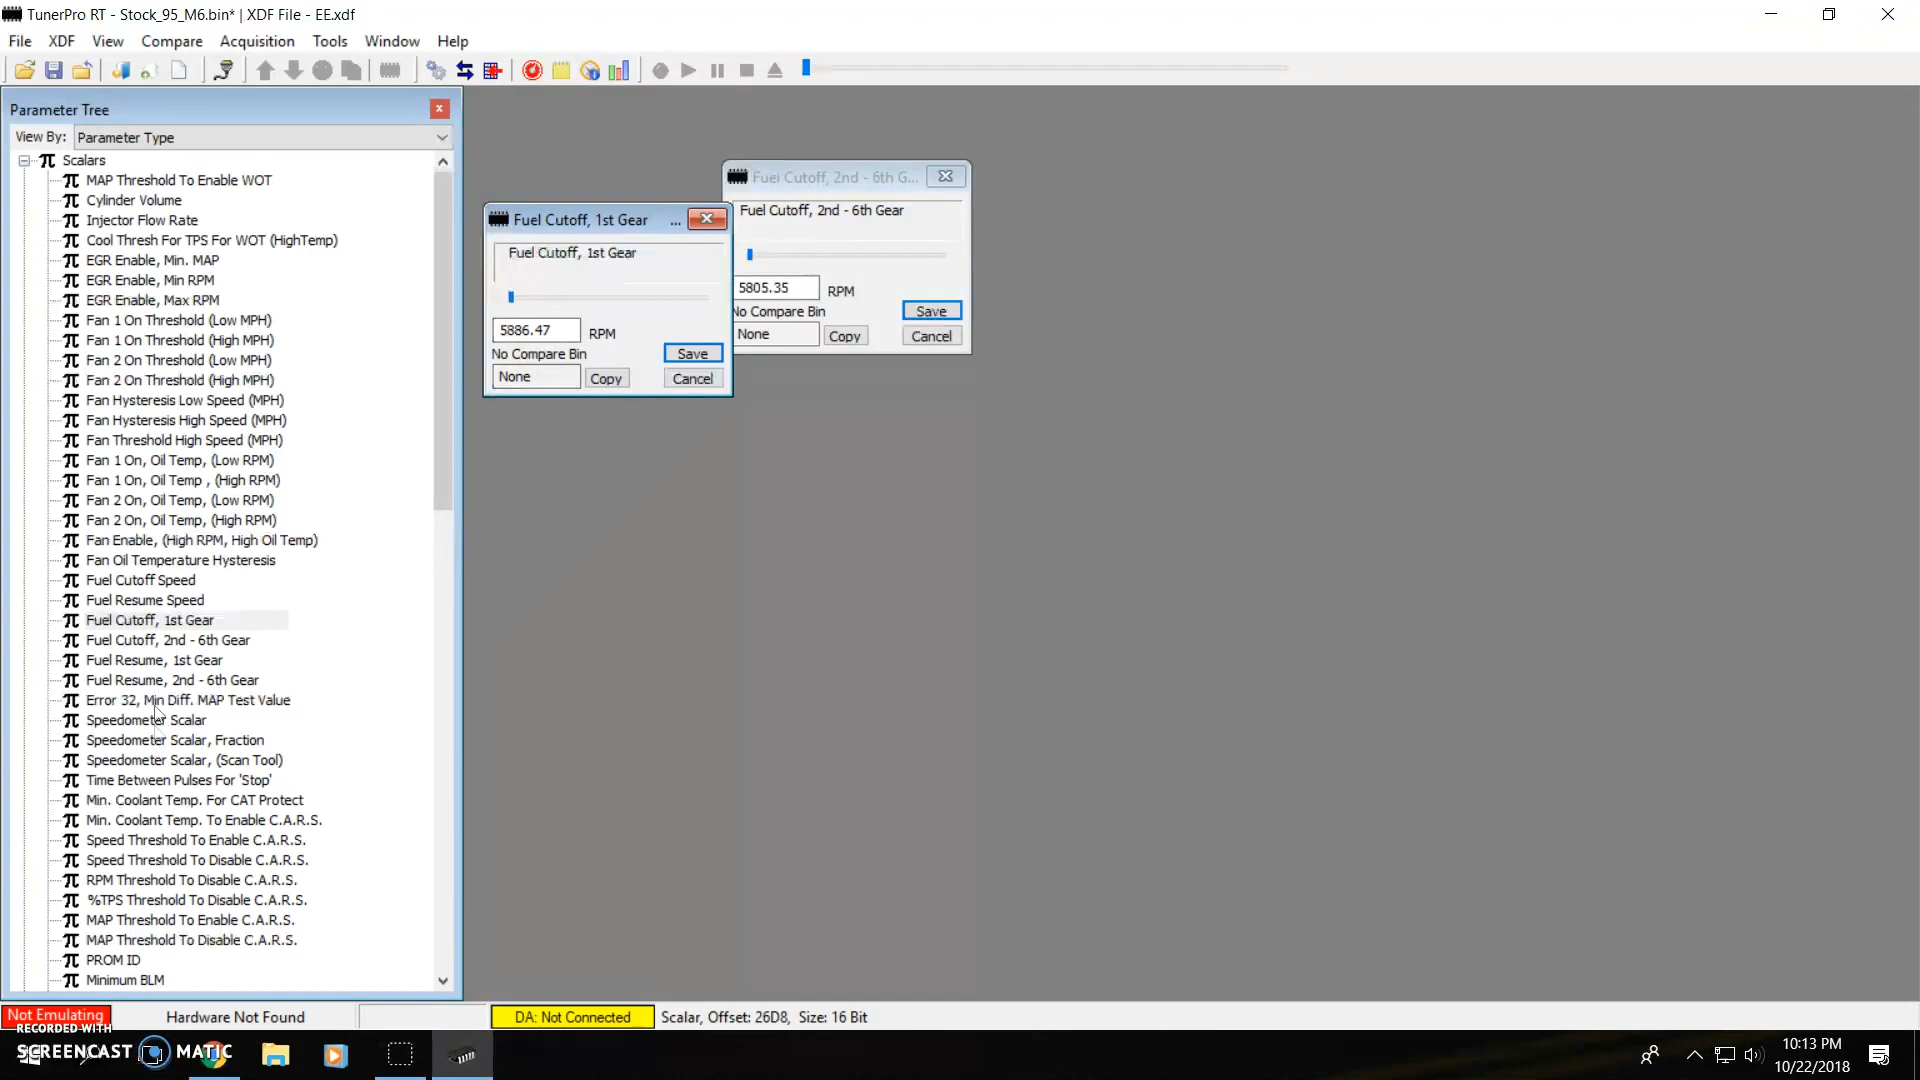 TunerPro RT - Stock_95_M6.bin* | XDF File - EE.xdf
File XDF View Compare Acquisition Tools Window Help
Parameter Tree
View By: Parameter Type
Scalars
MAP Threshold To Enable WOT
Cylinder Volume
Injector Flow Rate
Cool Thresh For TPS For WOT (HighTemp)
EGR Enable, Min. MAP
EGR Enable, Min RPM
EGR Enable, Max RPM
Fan 1 On Threshold (Low MPH)
Fan 1 On Threshold (High MPH)
Fan 2 On Threshold (Low MPH)
Fan 2 On Threshold (High MPH)
Fan Hysteresis Low Speed (MPH)
Fan Hysteresis High Speed (MPH)
Fan Threshold High Speed (MPH)
Fan 1 On, Oil Temp, (Low RPM)
Fan 1 On, Oil Temp , (High RPM)
Fan 2 On, Oil Temp, (Low RPM)
Fan 2 On, Oil Temp, (High RPM)
Fan Enable, (High RPM, High Oil Temp)
Fan Oil Temperature Hysteresis
Fuel Cutoff Speed
Fuel Resume Speed
Fuel Cutoff, 1st Gear
Fuel Cutoff, 2nd - 6th Gear
Fuel Resume, 1st Gear
Fuel Resume, 2nd - 6th Gear
Error 32, Min Diff. MAP Test Value
Speedometer Scalar
Speedometer Scalar, Fraction
Speedometer Scalar, (Scan Tool)
Time Between Pulses For 'Stop'
Min. Coolant Temp. For CAT Protect
Min. Coolant Temp. To Enable C.A.R.S.
Speed Threshold To Enable C.A.R.S.
Speed Threshold To Disable C.A.R.S.
RPM Threshold To Disable C.A.R.S.
%TPS Threshold To Disable C.A.R.S.
MAP Threshold To Enable C.A.R.S.
MAP Threshold To Disable C.A.R.S.
PROM ID
Minimum BLM
Fuel Cutoff, 1st Gear ...
Fuel Cutoff, 1st Gear
5886.47 RPM
No Compare Bin
Save
None Copy Cancel
Fuel Cutoff, 2nd - 6th G...
Fuel Cutoff, 2nd - 6th Gear
5805.35 RPM
No Compare Bin
Save
None Copy Cancel
Not Emulating Hardware Not Found DA: Not Connected Scalar, Offset: 26D8, Size: 16 Bit
RECORDED WITH
SCREENCAST MATIC
10:13 PM
10/22/2018